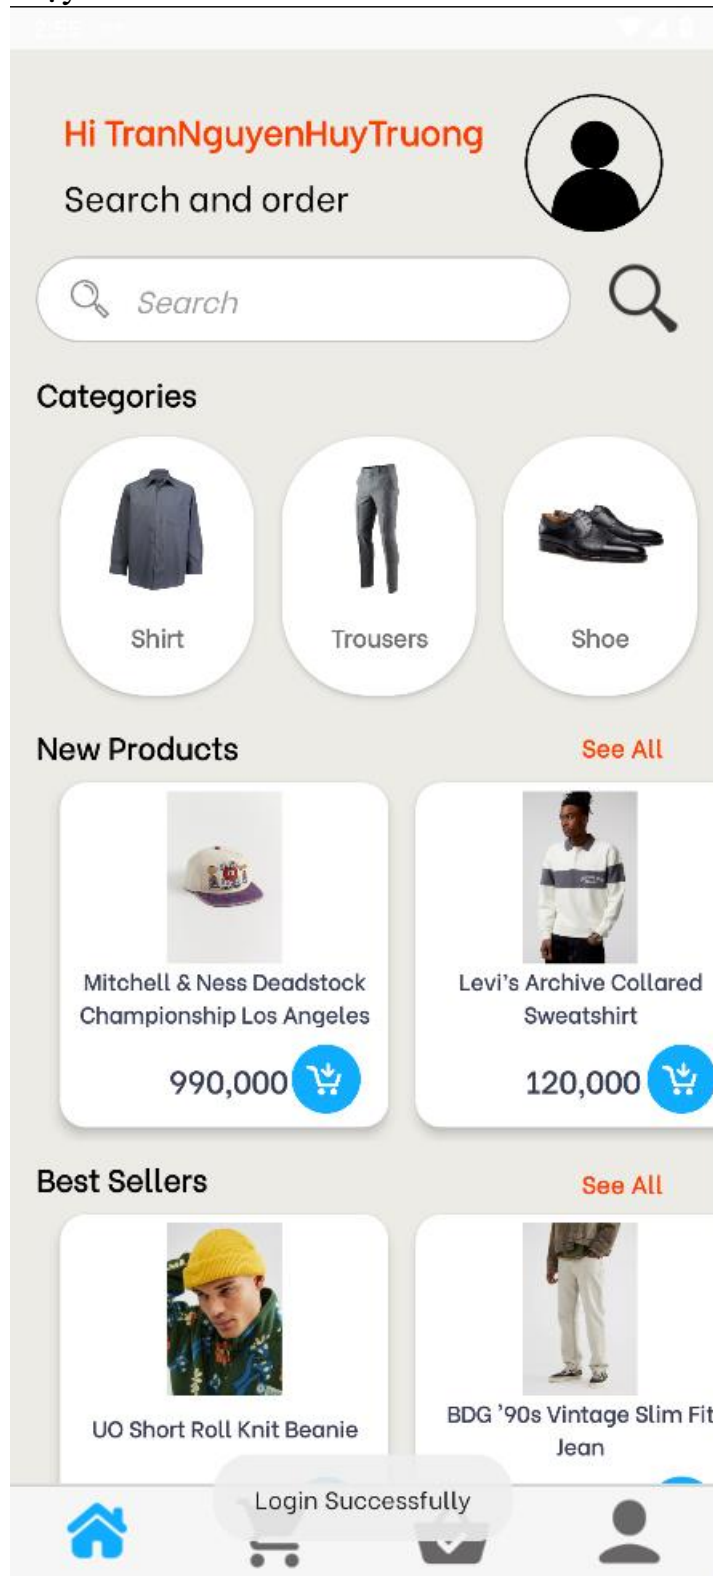 Hi TranNguyenHuyTruong
Search and order
Search
Categories
Shirt
Trousers
Shoe
New Products
See All
Mitchell & Ness Deadstock
Championship Los Angeles
990,000
Levi's Archive Collared
Sweatshirt
120,000
Best Sellers
See All
UO Short Roll Knit Beanie
BDG '90s Vintage Slim Fit
Jean
Login Successfully